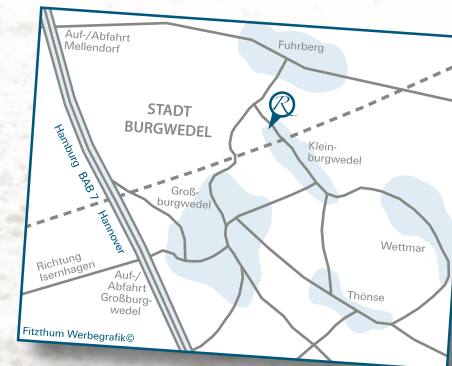 Auf-/Abfahrt
Mellendorf
Fuhrberg
STADT
BURGWEDEL
R
Klein-
burgwedel
Hamburg BAB 7 Hannover
Groß-
burgwedel
Wettmar
Richtung
Isernhagen
Auf-/
Abfahrt
Großburg-
wedel
Thönse
Fitzthum Werbegrafik©